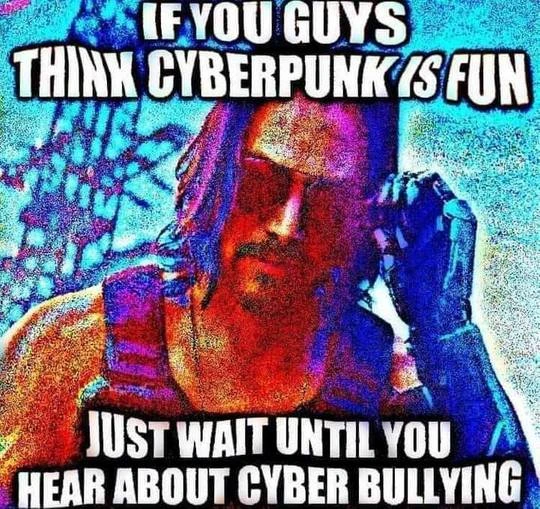 IF YOU GUYS
THINK CYBERPUNK IS FUN
JUST WAIT UNTIL YOU
HEAR ABOUT CYBER BULLYING